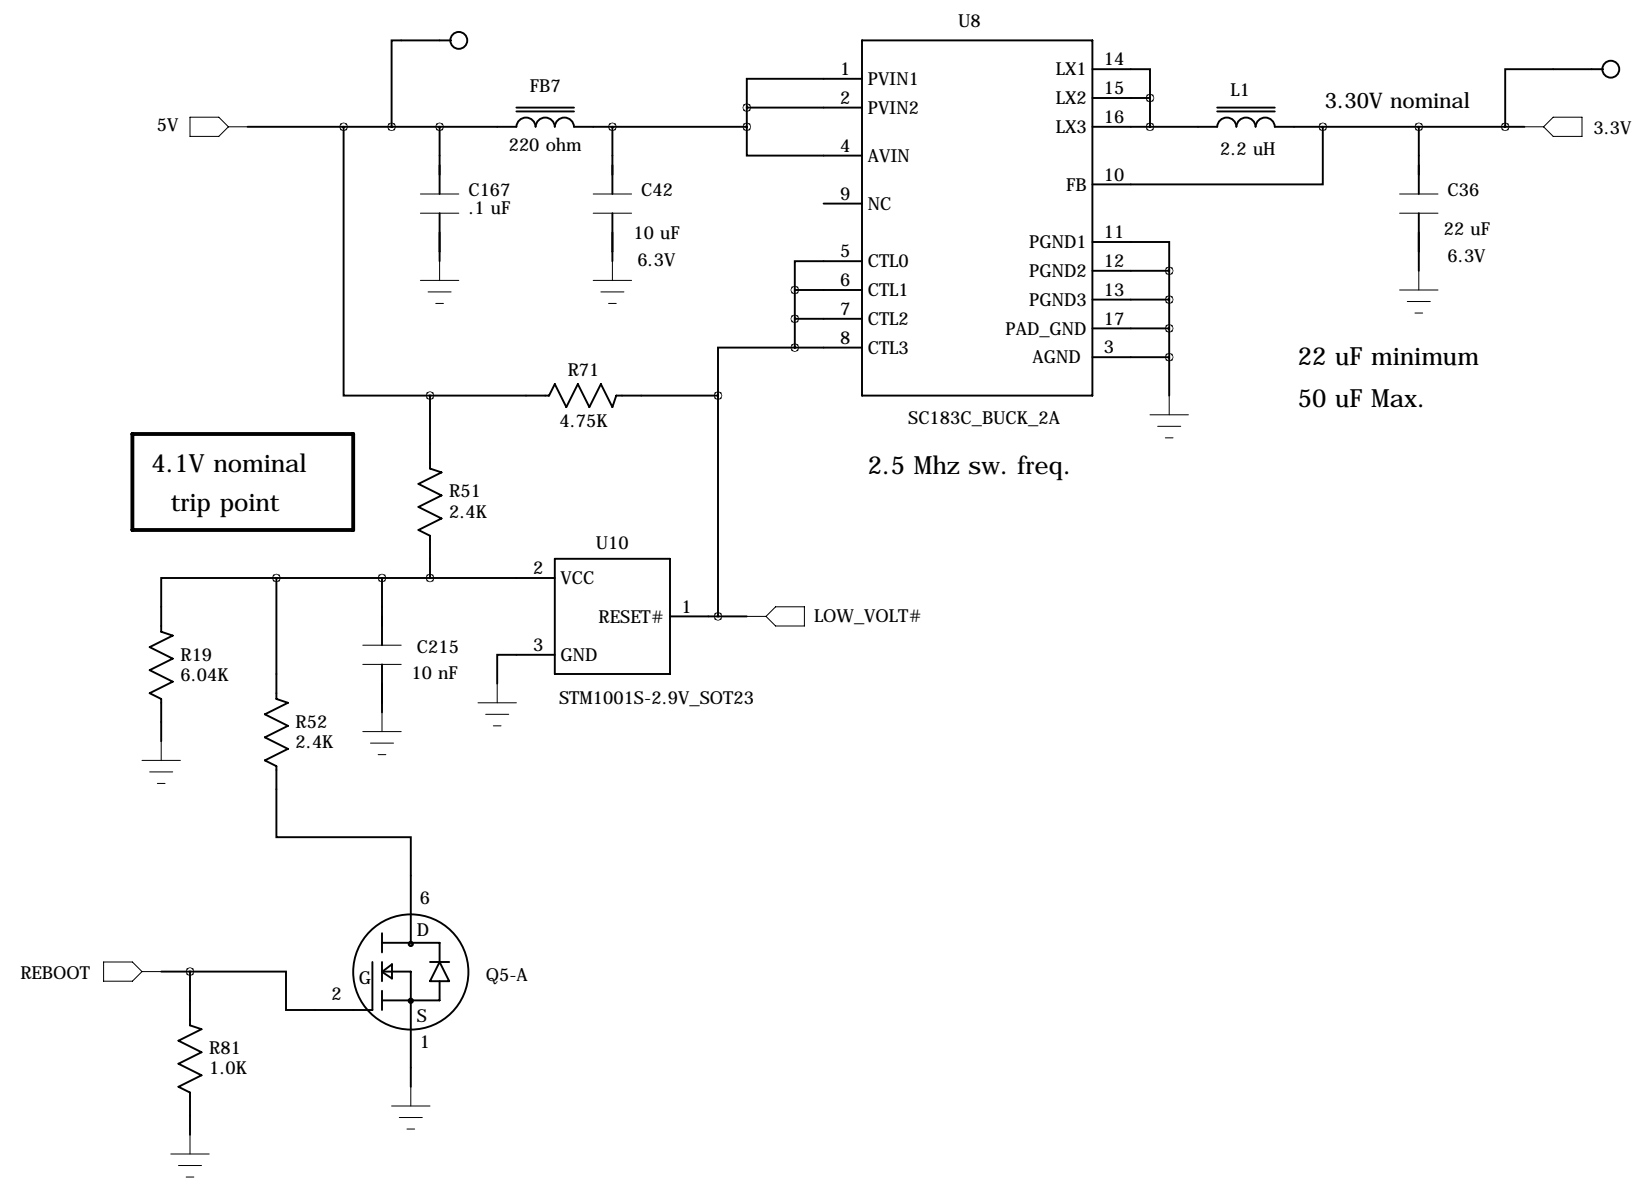 U8
FB7
220 ohm
5V
C167
.1 uF
C42
10 uF
6.3V
1
PVIN1
2
PVIN2
4
AVIN
9
NC
5
CTL0
6
CTL1
7
CTL2
8
CTL3
LX1
14
LX2
15
LX3
16
FB
10
PGND1
11
PGND2
12
PGND3
13
PAD_GND
17
AGND
3
SC183C_BUCK_2A
2.5 Mhz sw. freq.
L1
2.2 uH
3.30V nominal
3.3V
C36
22 uF
6.3V
22 uF minimum
50 uF Max.
R71
4.75K
4.1V nominal
trip point
R51
2.4K
U10
2
VCC
RESET#
1
3
GND
STM1001S-2.9V_SOT23
LOW_VOLT#
R19
6.04K
R52
2.4K
C215
10 nF
6
D
G
S
2
1
Q5-A
REBOOT
R81
1.0K